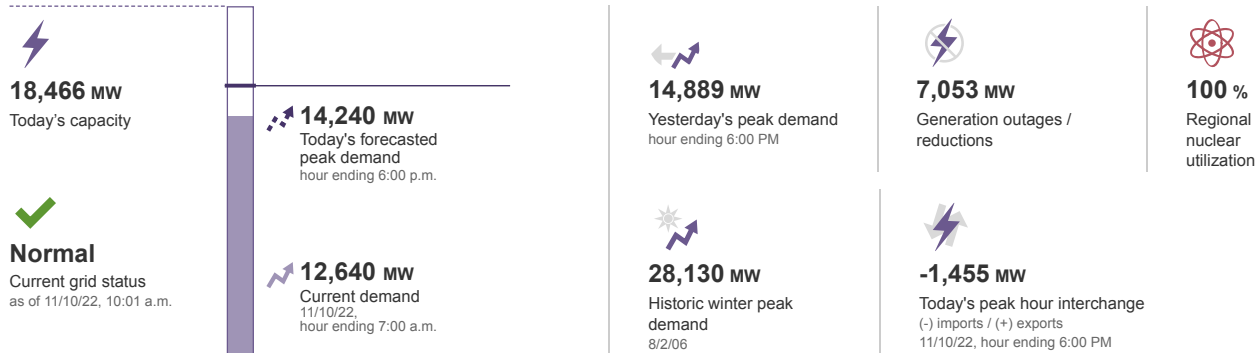 18,466 MW
Today's capacity
Normal
Current grid status
as of 11/10/22, 10:01 a.m.
14,240 MW
Today's forecasted
peak demand
hour ending 6:00 p.m.
12,640 MW
Current demand
11/10/22,
hour ending 7:00 a.m.
14,889 MW
Yesterday's peak demand
hour ending 6:00 PM
7,053 MW
Generation outages /
reductions
100 %
Regional
nuclear
utilization
28,130 MW
Historic winter peak
demand
8/2/06
-1,455 MW
Today's peak hour interchange
(-) imports / (+) exports
11/10/22, hour ending 6:00 PM